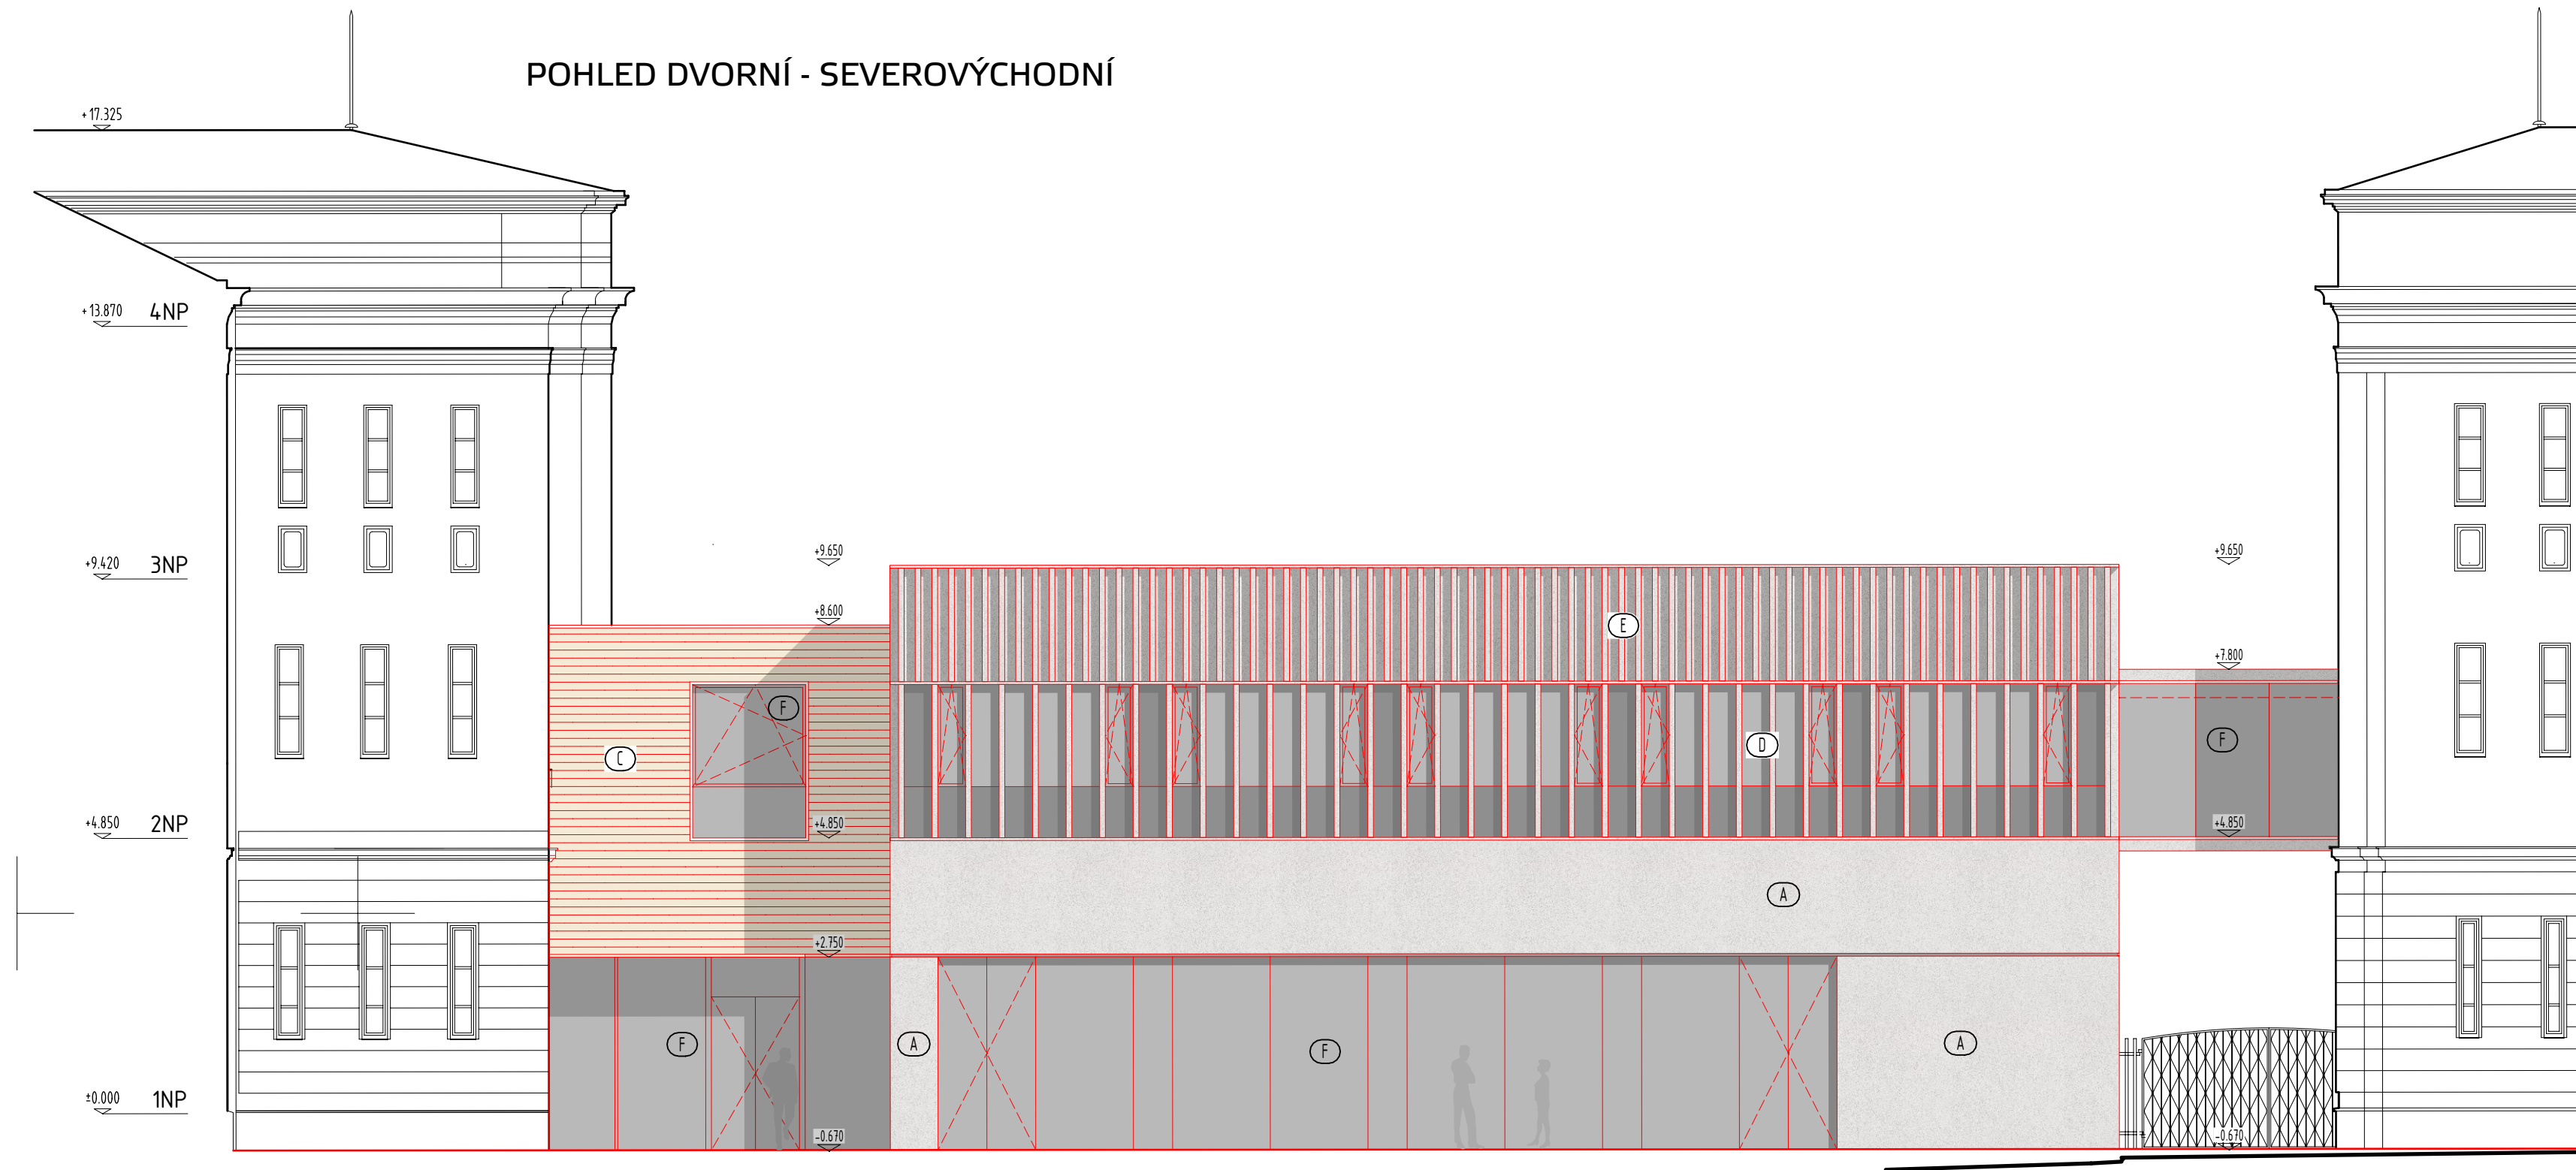 POHLED DVORNÍ - SEVEROVÝCHODNÍ
+17.325
+13.870 4NP
+9.420 3NP
+9.650
+9.650
+8.600
E
+7.800
F
C
D
F
+4.850 2NP
+4.850
+4.850
A
+2.750
F
A
F
A
±0.000 1NP
-0.670
-0.670